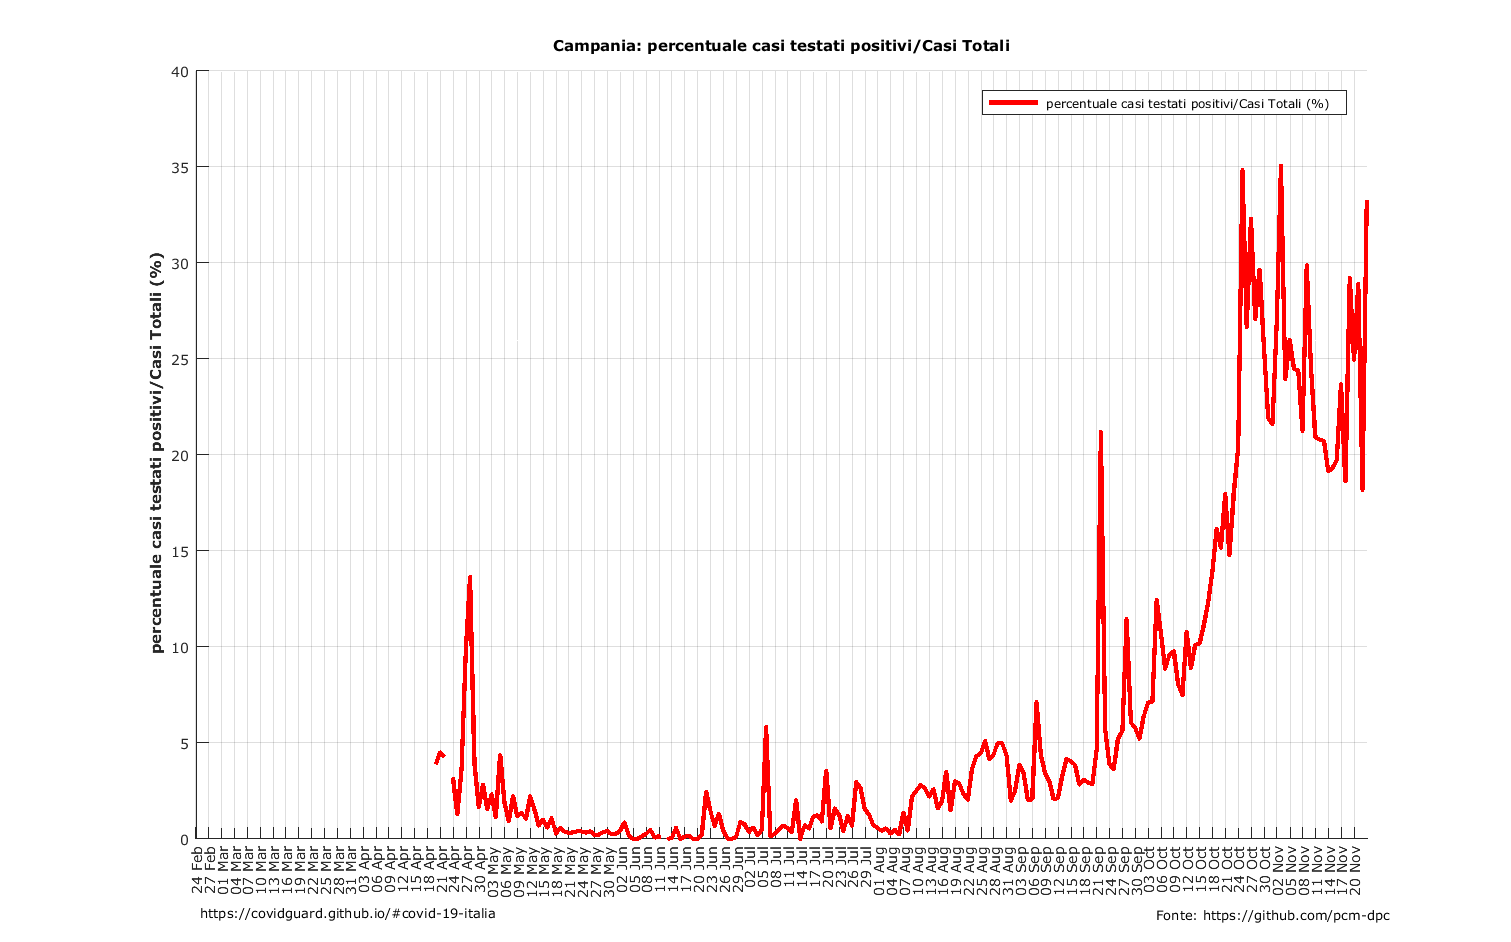 Campania: percentuale casi testati positivi/Casi Totali
percentuale casi testati positivi/Casi Totali (%)
percentuale casi testati positivi/Casi Totali (%)
40
35
30
25
20
15
10
5
0
24 Feb
27 Feb
01 Mar
04 Mar
07 Mar
10 Mar
13 Mar
16 Mar
19 Mar
22 Mar
25 Mar
28 Mar
31 Mar
03 Apr
06 Apr
09 Apr
12 Apr
15 Apr
18 Apr
21 Apr
24 Apr
27 Apr
30 Apr
03 May
06 May
09 May
12 May
15 May
18 May
21 May
24 May
27 May
30 May
02 Jun
05 Jun
08 Jun
11 Jun
14 Jun
17 Jun
20 Jun
23 Jun
26 Jun
29 Jun
02 Jul
05 Jul
08 Jul
11 Jul
14 Jul
17 Jul
20 Jul
23 Jul
26 Jul
29 Jul
01 Aug
04 Aug
07 Aug
10 Aug
13 Aug
16 Aug
19 Aug
22 Aug
25 Aug
28 Aug
31 Aug
03 Sep
06 Sep
09 Sep
12 Sep
15 Sep
18 Sep
21 Sep
24 Sep
27 Sep
30 Sep
03 Oct
06 Oct
09 Oct
12 Oct
15 Oct
18 Oct
21 Oct
24 Oct
27 Oct
30 Oct
02 Nov
05 Nov
08 Nov
11 Nov
14 Nov
17 Nov
20 Nov
https://covidguard.github.io/#covid-19-italia
Fonte: https://github.com/pcm-dpc